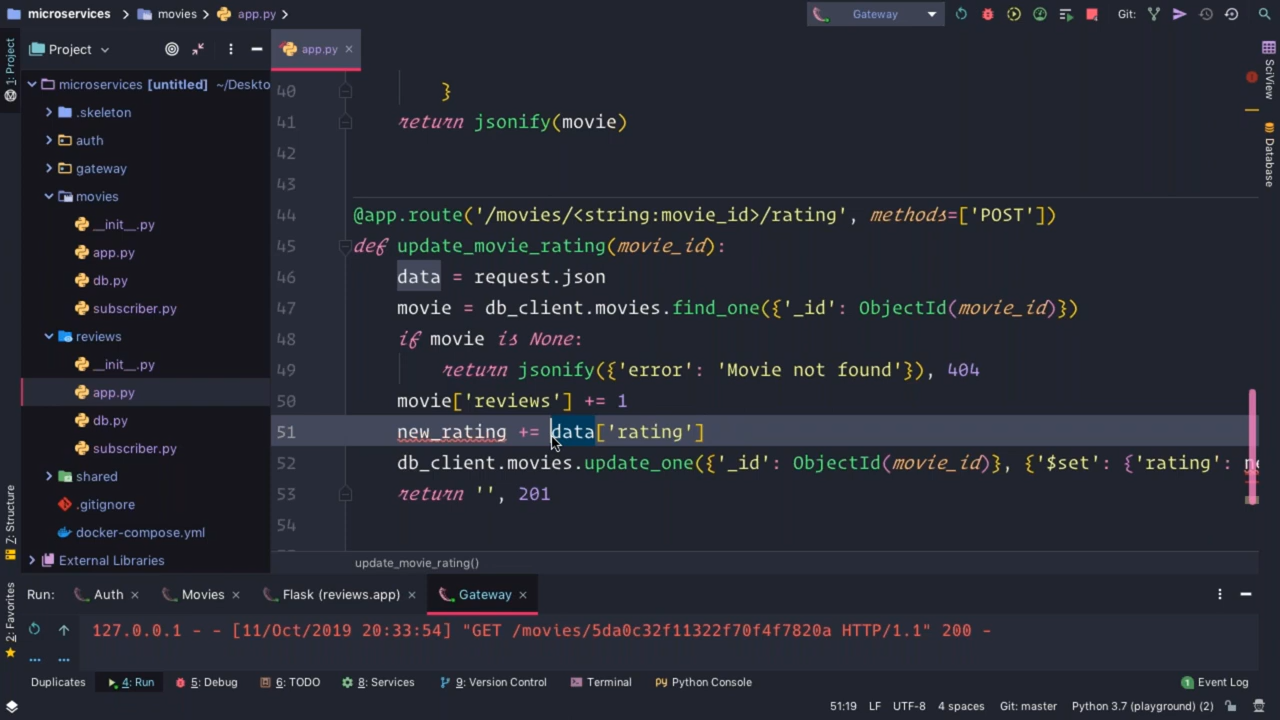 microservices movies app.py Gateway Git:
Project app.py
1: Project
SciView
Database
microservices [untitled] ~/Deskto
.skeleton
auth
gateway
movies
__init__.py
app.py
db.py
subscriber.py
reviews
__init__.py
app.py
db.py
subscriber.py
shared
.gitignore
docker-compose.yml
External Libraries
Z: Structure
2: Favorites
40 }
41 return jsonify(movie)
42
43
44 @app.route('/movies/<string:movie_id>/rating', methods=['POST'])
45 def update_movie_rating(movie_id):
46 data = request.json
47 movie = db_client.movies.find_one({'_id': ObjectId(movie_id)})
48 if movie is None:
49 return jsonify({'error': 'Movie not found'}), 404
50 movie['reviews'] += 1
51 new_rating += data['rating']
52 db_client.movies.update_one({'_id': ObjectId(movie_id)}, {'$set': {'rating': ne
53 return '', 201
54
update_movie_rating()
Run: Auth Movies Flask (reviews.app) Gateway
127.0.0.1 - - [11/Oct/2019 20:33:54] "GET /movies/5da0c32f11322f70f4f7820a HTTP/1.1" 200 -
Duplicates 4: Run 5: Debug 6: TODO 8: Services 9: Version Control Terminal Python Console 1 Event Log
51:19 LF UTF-8 4 spaces Git: master Python 3.7 (playground) (2)